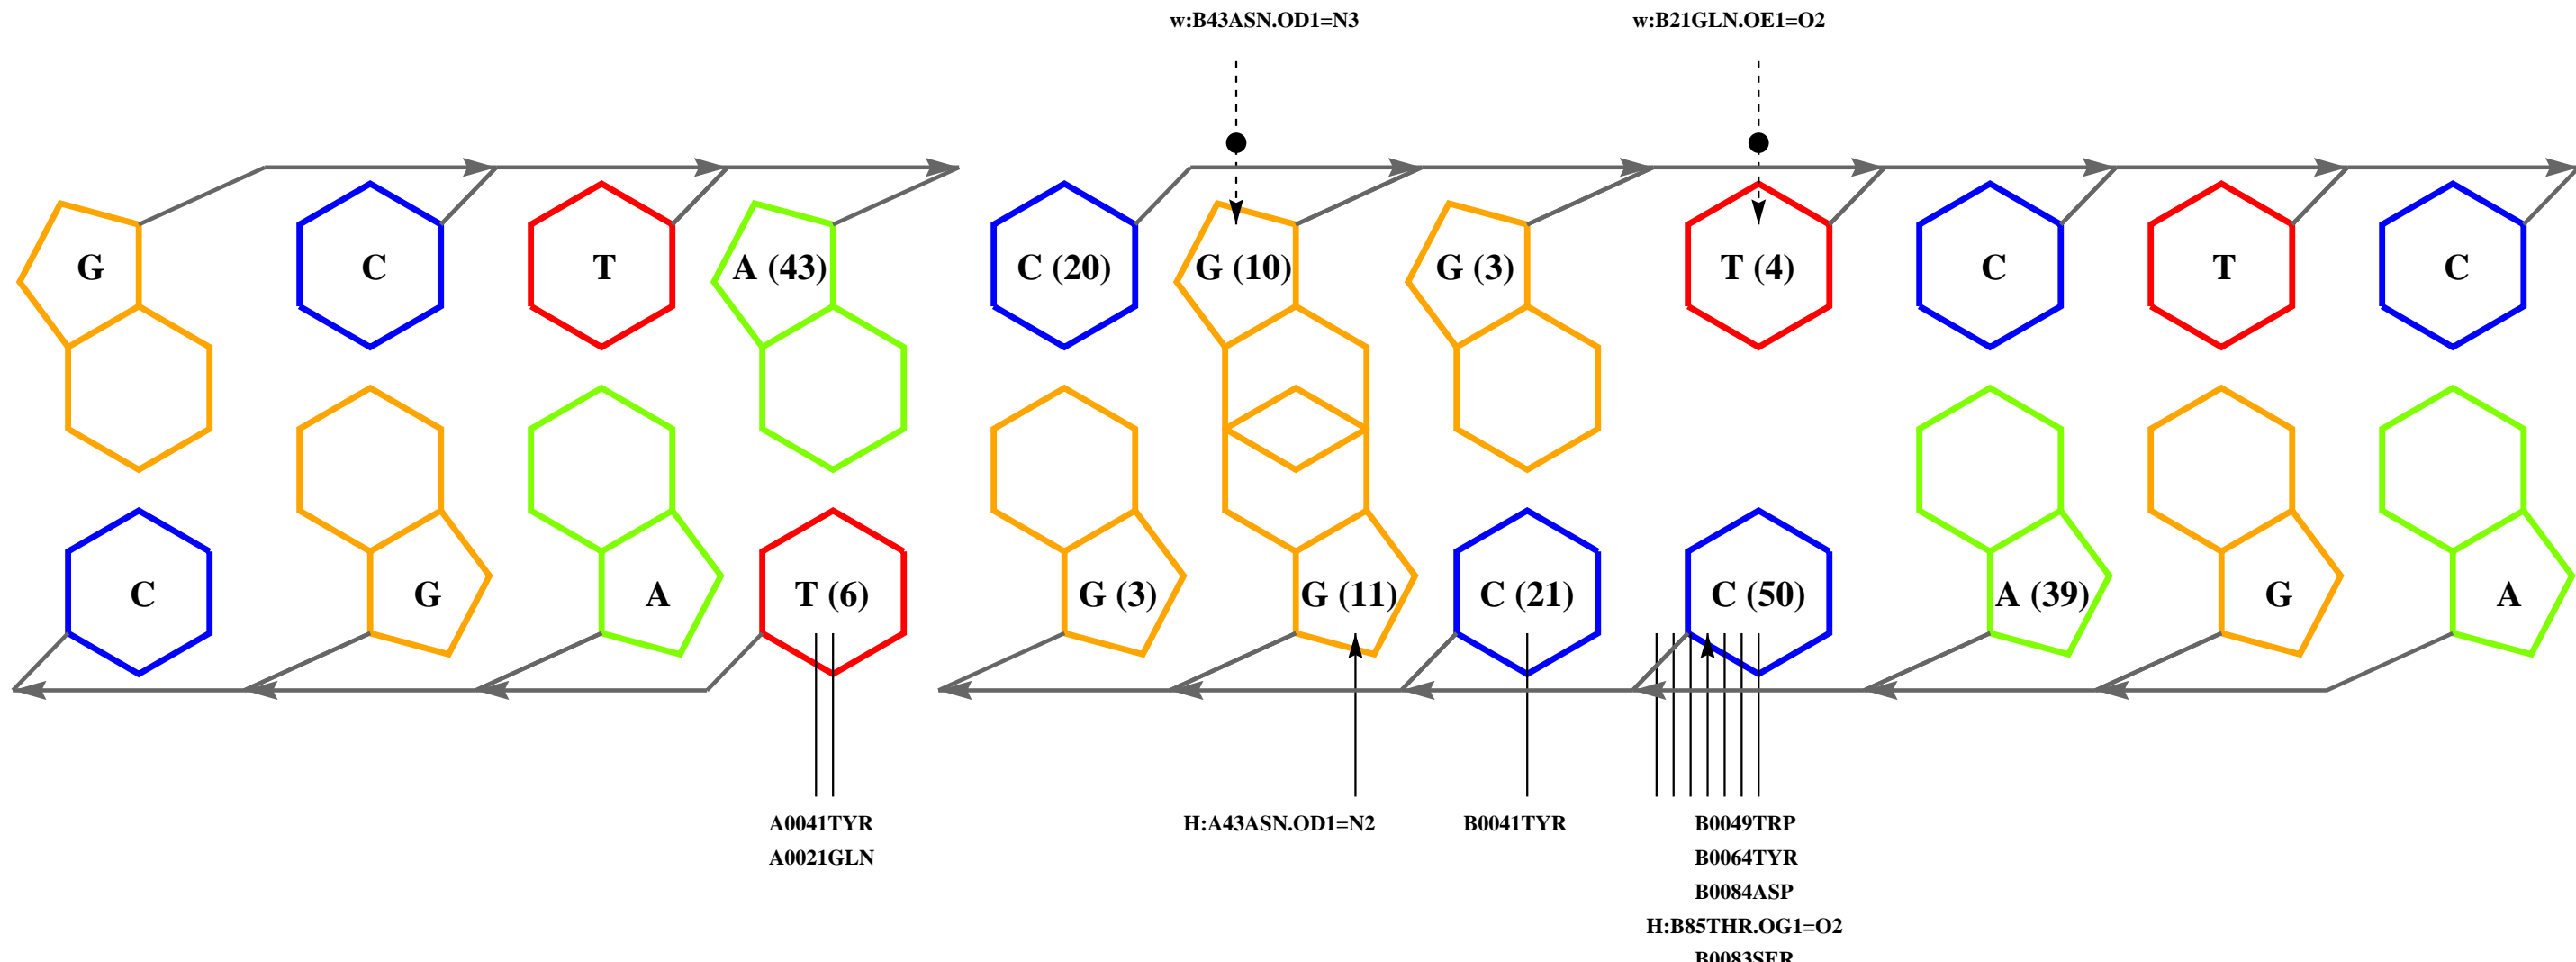 w:B43ASN.OD1=N3 w:B21GLN.OE1=O2
G C T A (43) C (20) G (10) G (3) T (4) C T C
C G A T (6) G (3) G (11) C (21) C (50) A (39) G A
A0041TYR H:A43ASN.OD1=N2 B0041TYR B0049TRP
A0021GLN B0064TYR
B0084ASP
H:B85THR.OG1=O2
B0083SER